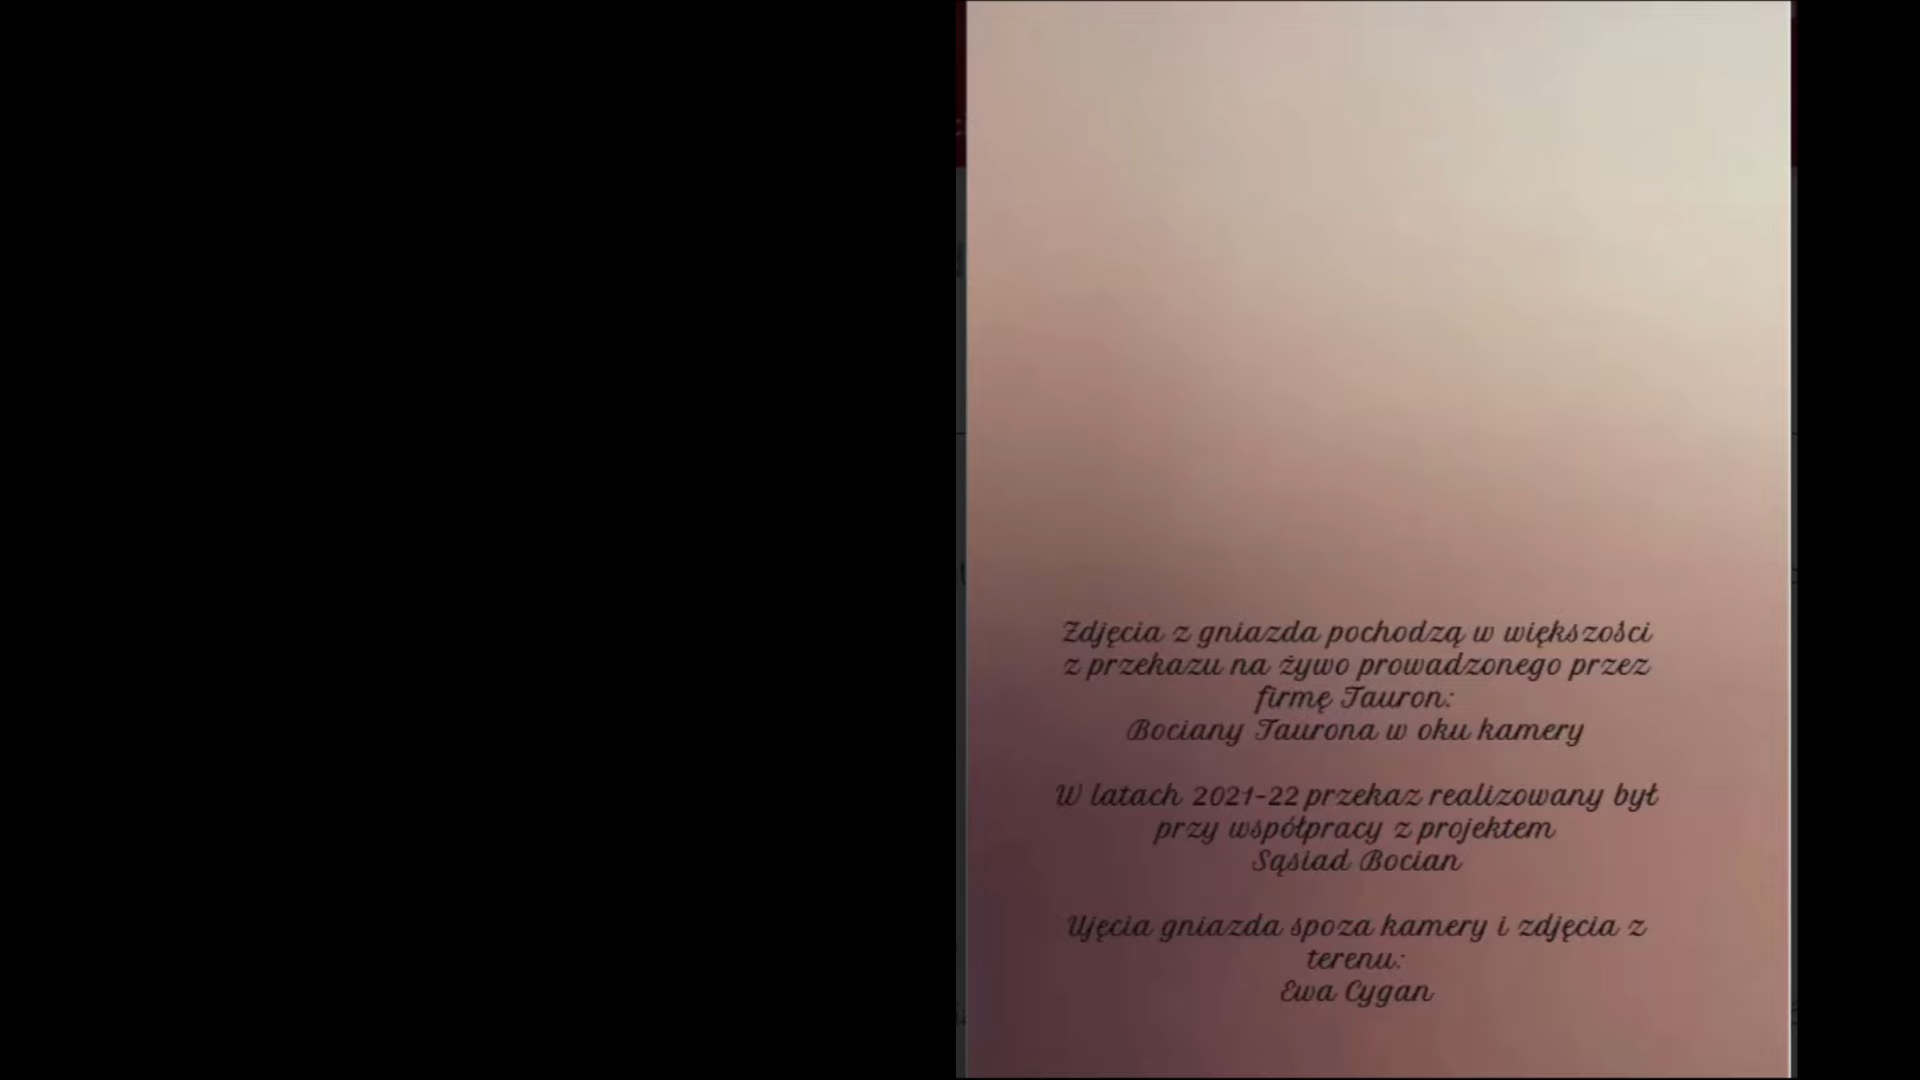 Zdjęcia z gniazda pochodzą w większości
z przekazu na żywo prowadzonego przez
firmę Tauron:
Bociany Taurona w oku kamery
W latach 2021-22 przekaz realizowany był
przy współpracy z projektem
Sąsiad Bocian
Ujęcia gniazda spoza kamery i zdjęcia z
terenu:
Ewa Cygan